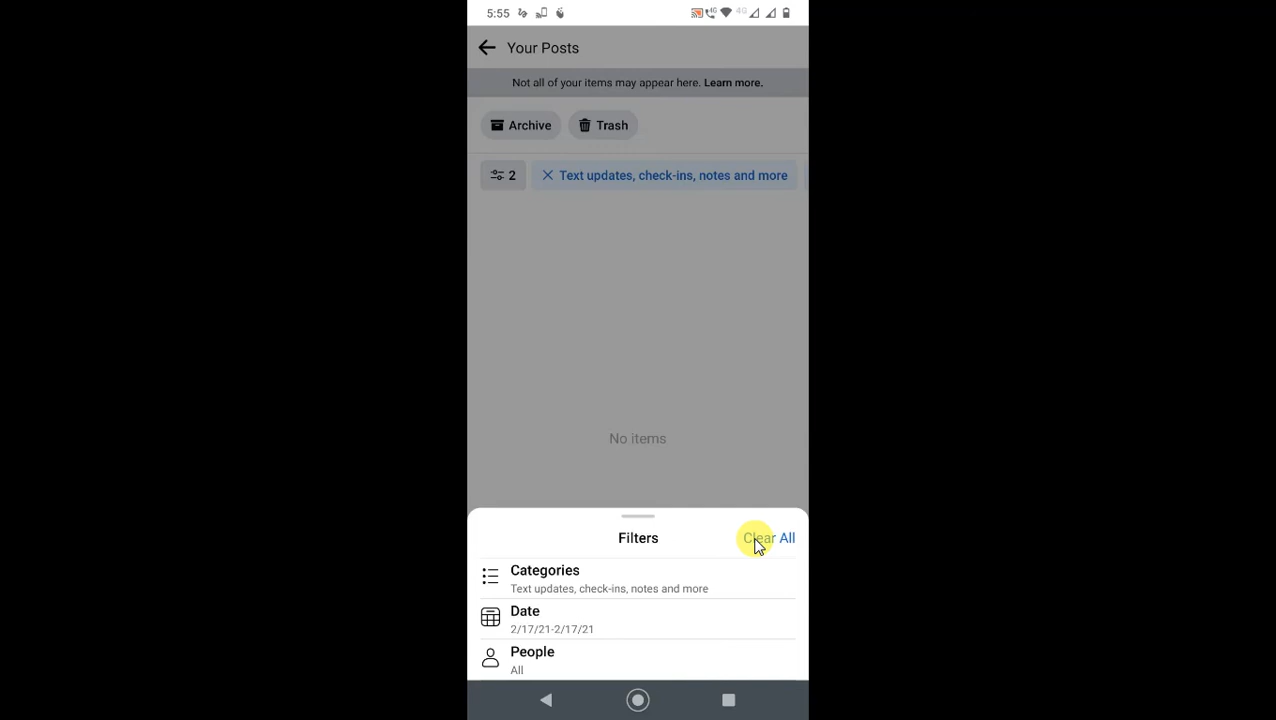 5:55 4G 4G
Your Posts
Not all of your items may appear here. Learn more.
Archive Trash
2 Text updates, check-ins, notes and more
No items
Filters Clear All
Categories
Text updates, check-ins, notes and more
Date
2/17/21-2/17/21
People
All